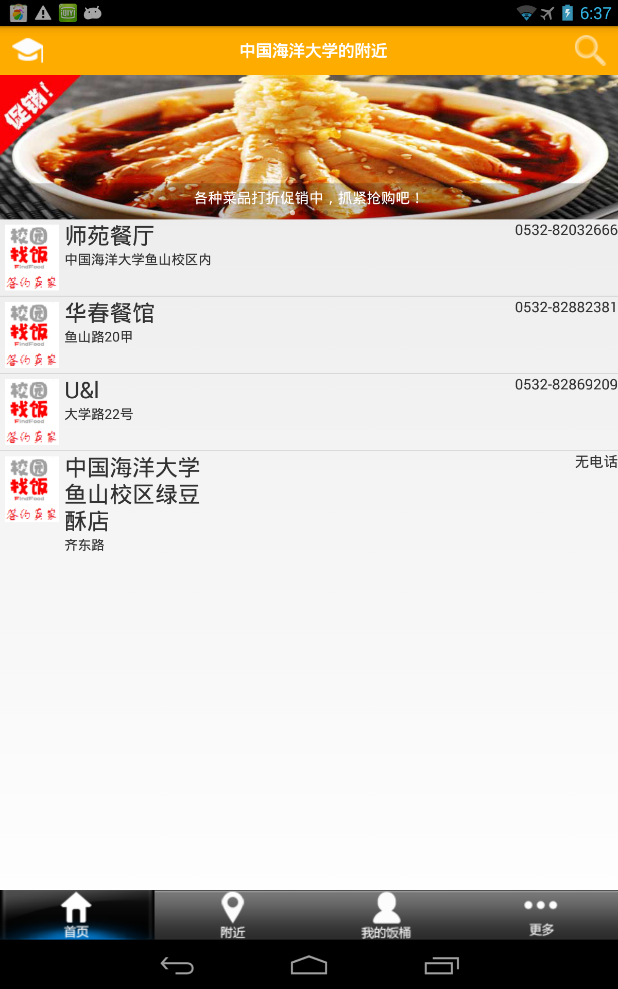 6:37
中国海洋大学的附近
促销!
各种菜品打折促销中，抓紧抢购吧！
校园
找饭
FindFood
签约商家
师苑餐厅
0532-82032666
中国海洋大学鱼山校区内
校园
找饭
FindFood
签约商家
华春餐馆
0532-82882381
鱼山路20甲
校园
找饭
FindFood
签约商家
U&I
0532-82869209
大学路22号
校园
找饭
FindFood
签约商家
中国海洋大学
无电话
鱼山校区绿豆
酥店
齐东路
首页
附近
我的饭桶
更多